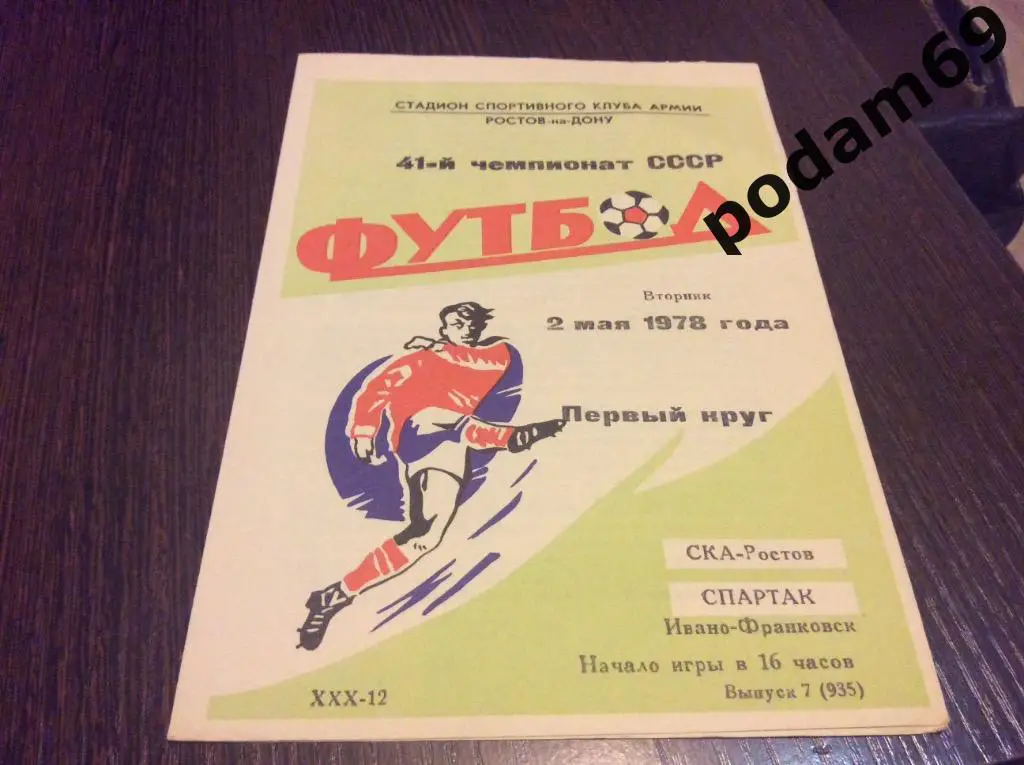 СТАДИОН СПОРТИВНОГО КЛУБА АРМИИ
РОСТОВ-на-ДОНУ
41-й чемпионат СССР
ФУТБОЛ
Вторник
2 мая 1978 года
Первый круг
СКА-Ростов
СПАРТАК
Ивано-Франковск
Начало игры в 16 часов
Выпуск 7 (935)
XXX-12
podam69